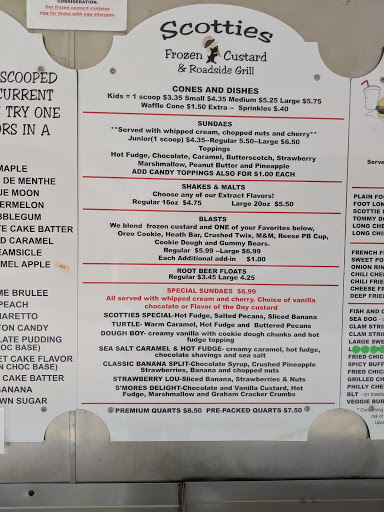 CONSIDERATION.
Our frozen custard contains
egg for those with egg allergies.
Scotties
Frozen Custard
& Roadside Grill
CONES AND DISHES
Kids = 1 scoop $3.35 Small $4.35 Medium $5.25 Large $5.75
Waffle Cone $1.50 Extra -- Sprinkles $.40
SUNDAES
**Served with whipped cream, chopped nuts and cherry**
Junior(1 scoop) $4.35--Regular 5.50--Large $6.50
Toppings
Hot Fudge, Chocolate, Caramel, Butterscotch, Strawberry
Marshmallow, Peanut Butter and Pineapple
ADD CANDY TOPPINGS ALSO FOR $1.00 EACH
SHAKES & MALTS
Choose any of our Extract Flavors!
Regular 16oz $4.75 Large 20oz $5.50
BLASTS
We blend frozen custard and ONE of your Favorites below,
Oreo Cookie, Heath Bar, Crushed Twix, M&M, Reese PB Cup,
Cookie Dough and Gummy Bears.
Regular $5.99 --Large $6.99
Each Additional add-in $1.00
ROOT BEER FLOATS
Regular $3.45 Large 4.25
SPECIAL SUNDAES $6.99
All served with whipped cream and cherry. Choice of vanilla
chocolate or Flavor of the Day custard
SCOTTIES SPECIAL-Hot Fudge, Salted Pecans, Sliced Banana
TURTLE- Warm Caramel, Hot Fudge and Buttered Pecans
DOUGH BOY- creamy vanilla with cookie dough chunks and hot
fudge topping
SEA SALT CARAMEL & HOT FUDGE- creamy caramel, hot fudge,
chocolate shavings and sea salt
CLASSIC BANANA SPLIT-Chocolate Syrup, Crushed Pineapple
Strawberries, Banana and chopped nuts
STRAWBERRY LOU-Sliced Banana, Strawberries & Nuts
S'MORES DELIGHT-Chocolate and Vanilla Custard, Hot
Fudge, Marshmallow and Graham Cracker Crumbs
PREMIUM QUARTS $8.50 PRE-PACKED QUARTS $7.50
SCOOPED
CURRENT
TRY ONE
ORS IN A
MAPLE
DE MENTHE
UE MOON
ERMELON
BBLEGUM
TE CAKE BATTER
D CARAMEL
EAMSICLE
MEL APPLE
ME BRULEE
PEACH
ARETTO
TON CANDY
LATE PUDDING
OC BASE)
ET CAKE FLAVOR
N CHOC BASE)
CAKE BATTER
BANANA
WN SUGAR
Serve
PLAIN FO
FOOT LON
SCOTTIE
TOMMY D
LONG CHE
LONG CHI
FRENCH F
SWEET PO
ONION RIN
CHILI CHE
CHILI FRIE
CHEESE FR
DEEP FRIE
FISH AND C
SEA DOG -
CLAM STRI
CLAM STRI
LARGE SWE
FRIED CHIC
SPICY BUFF
FRIED CHIC
GRILLED CH
PHILLY CHE
BLT - on toaste
VEGGIE BUR